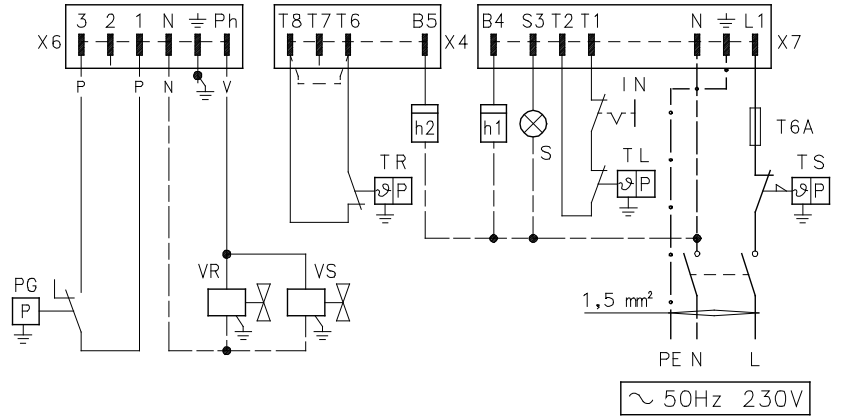 3 2 1 N Ph
T8 T7 T6 B5
B4 S3 T2 T1 N L1
X6
X4
X7
P P N V
IN
h2
h1
T6A
S
TR
P
TL
P
TS
P
VR VS
PG
P
1,5 mm²
PE N L
~ 50Hz 230V